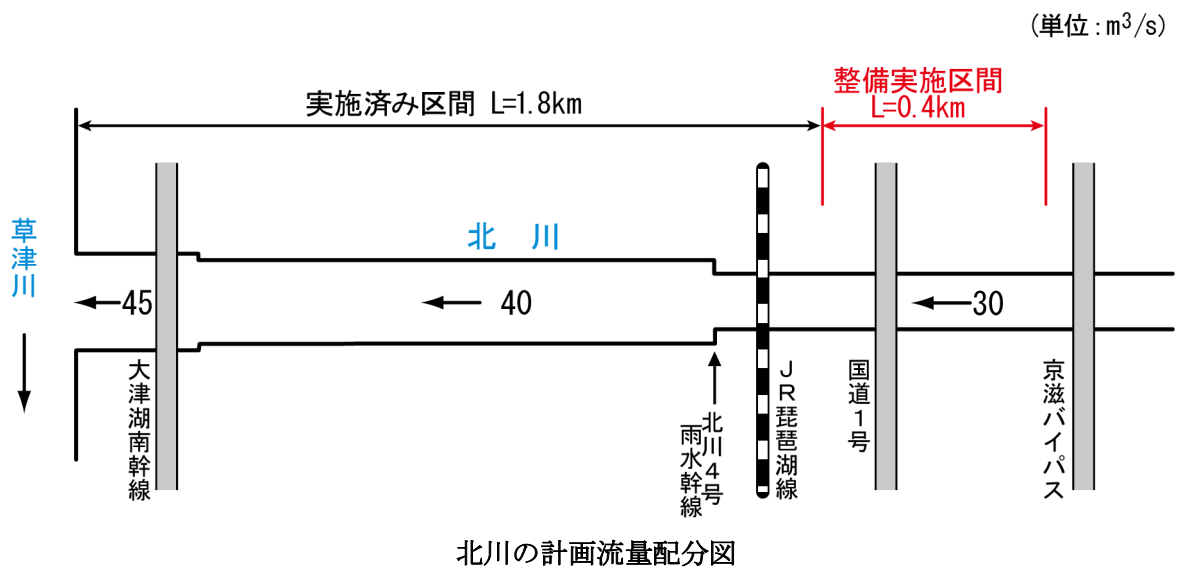 (単位:m³/s)
整備実施区間
L=0.4km
実施済み区間 L=1.8km
草津川
北 川
45
40
30
大津湖南幹線
北川4号
雨水幹線
JR琵琶湖線
国道1号
京滋バイパス
北川の計画流量配分図